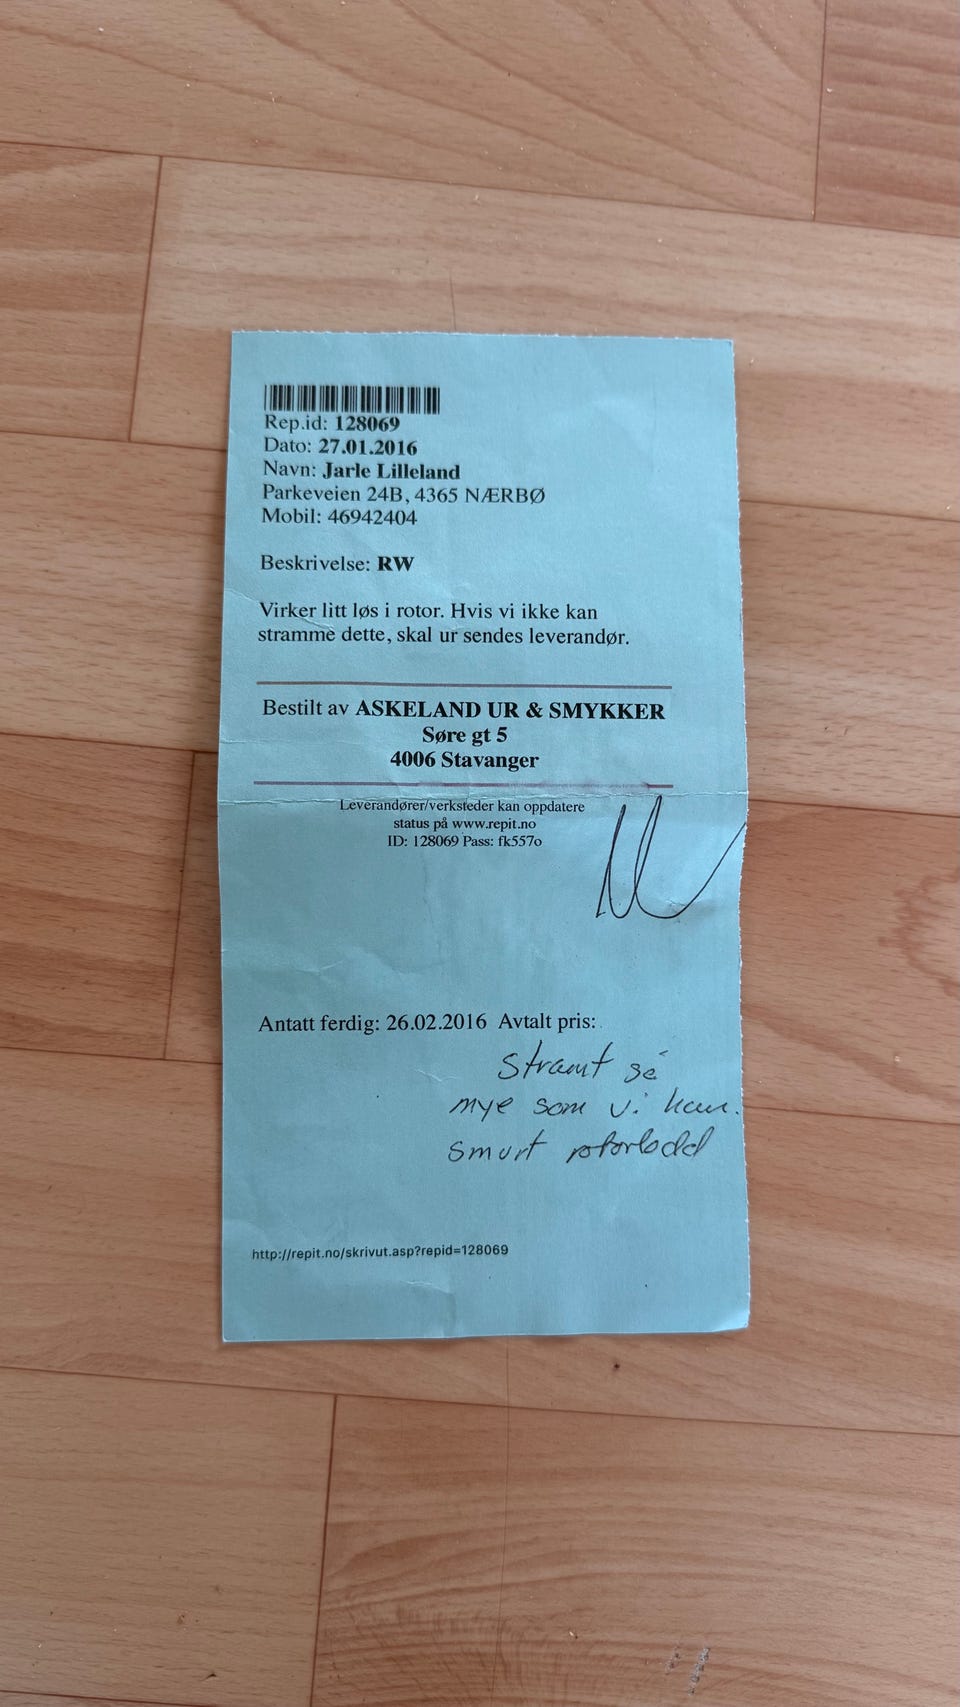 Rep.id: 128069
Dato: 27.01.2016
Navn: Jarle Lilleland
Parkeveien 24B, 4365 NÆRBØ
Mobil: 46942404
Beskrivelse: RW
Virker litt løs i rotor. Hvis vi ikke kan
stramme dette, skal ur sendes leverandør.
Bestilt av ASKELAND UR & SMYKKER
Søre gt 5
4006 Stavanger
Leverandører/verksteder kan oppdatere
status på www.repit.no
ID: 128069 Pass: fk557o
Antatt ferdig: 26.02.2016 Avtalt pris:
Stramt så
mye som vi kan.
smurt rotorlodd
http://repit.no/skrivut.asp?repid=128069